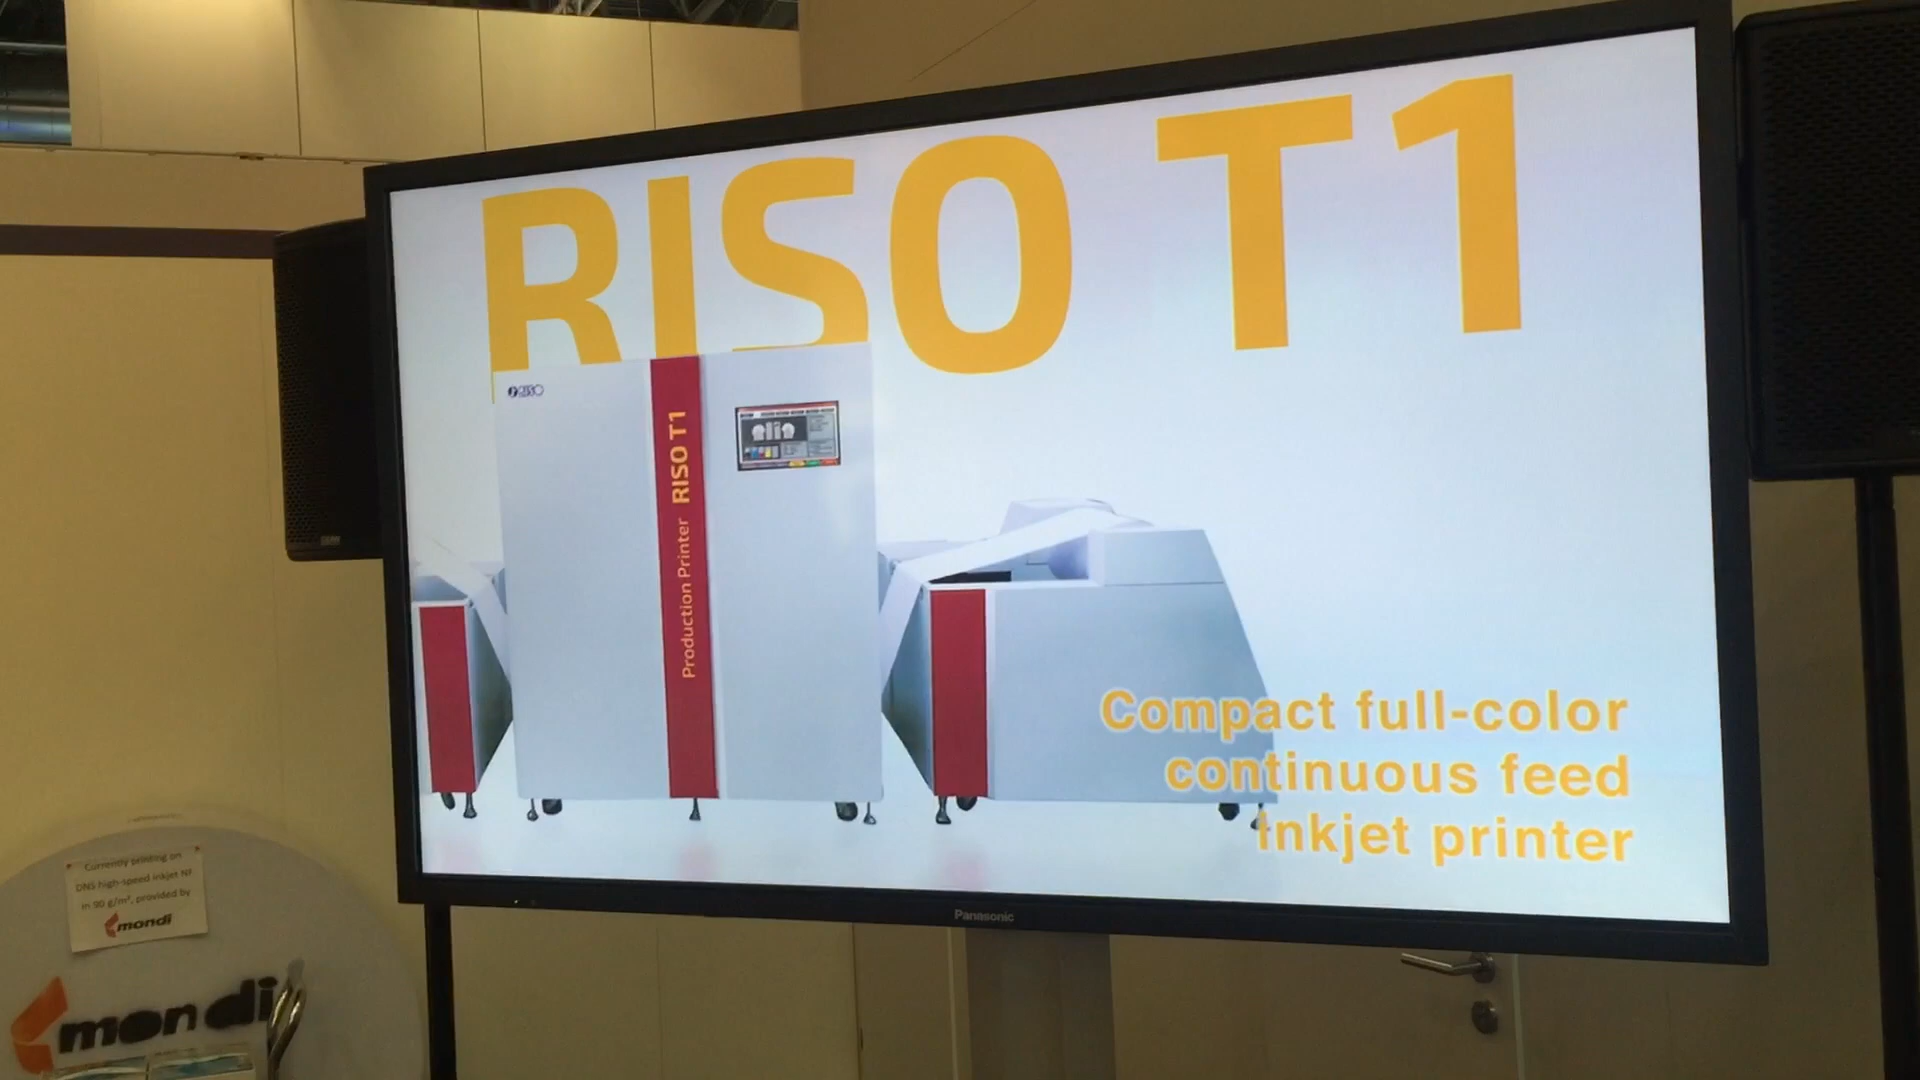 RISO T1
RISO
Production Printer RISO T1
Compact full-color
continuous feed
Inkjet printer
Panasonic
Currently printing on
DNS high-speed inkjet NF
in 90 g/m², provided by
mondi
mondi